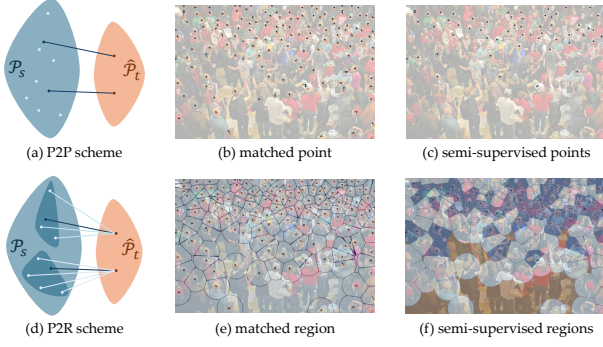 𝒫ₛ
𝒫̂ₜ
(a) P2P scheme
(b) matched point
(c) semi-supervised points
𝒫ₛ
𝒫̂ₜ
(d) P2R scheme
(e) matched region
(f) semi-supervised regions